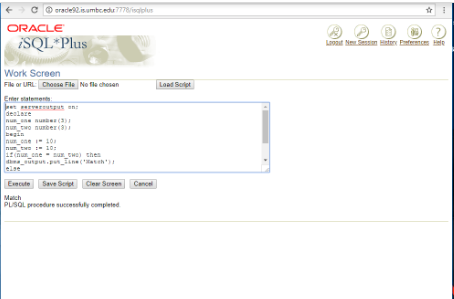 oracle92.is.umbc.edu:7778/isqlplus
ORACLE
iSQL*Plus
Logout New Session History Preferences Help
Work Screen
File or URL: Choose File No file chosen Load Script
Enter statements:
set serveroutput on;
declare
num_one number(3);
num_two number(3);
begin
num_one := 10;
num_two := 10;
if(num_one = num_two) then
dbms_output.put_line('Match');
else
Execute Save Script Clear Screen Cancel
Match
PL/SQL procedure successfully completed.